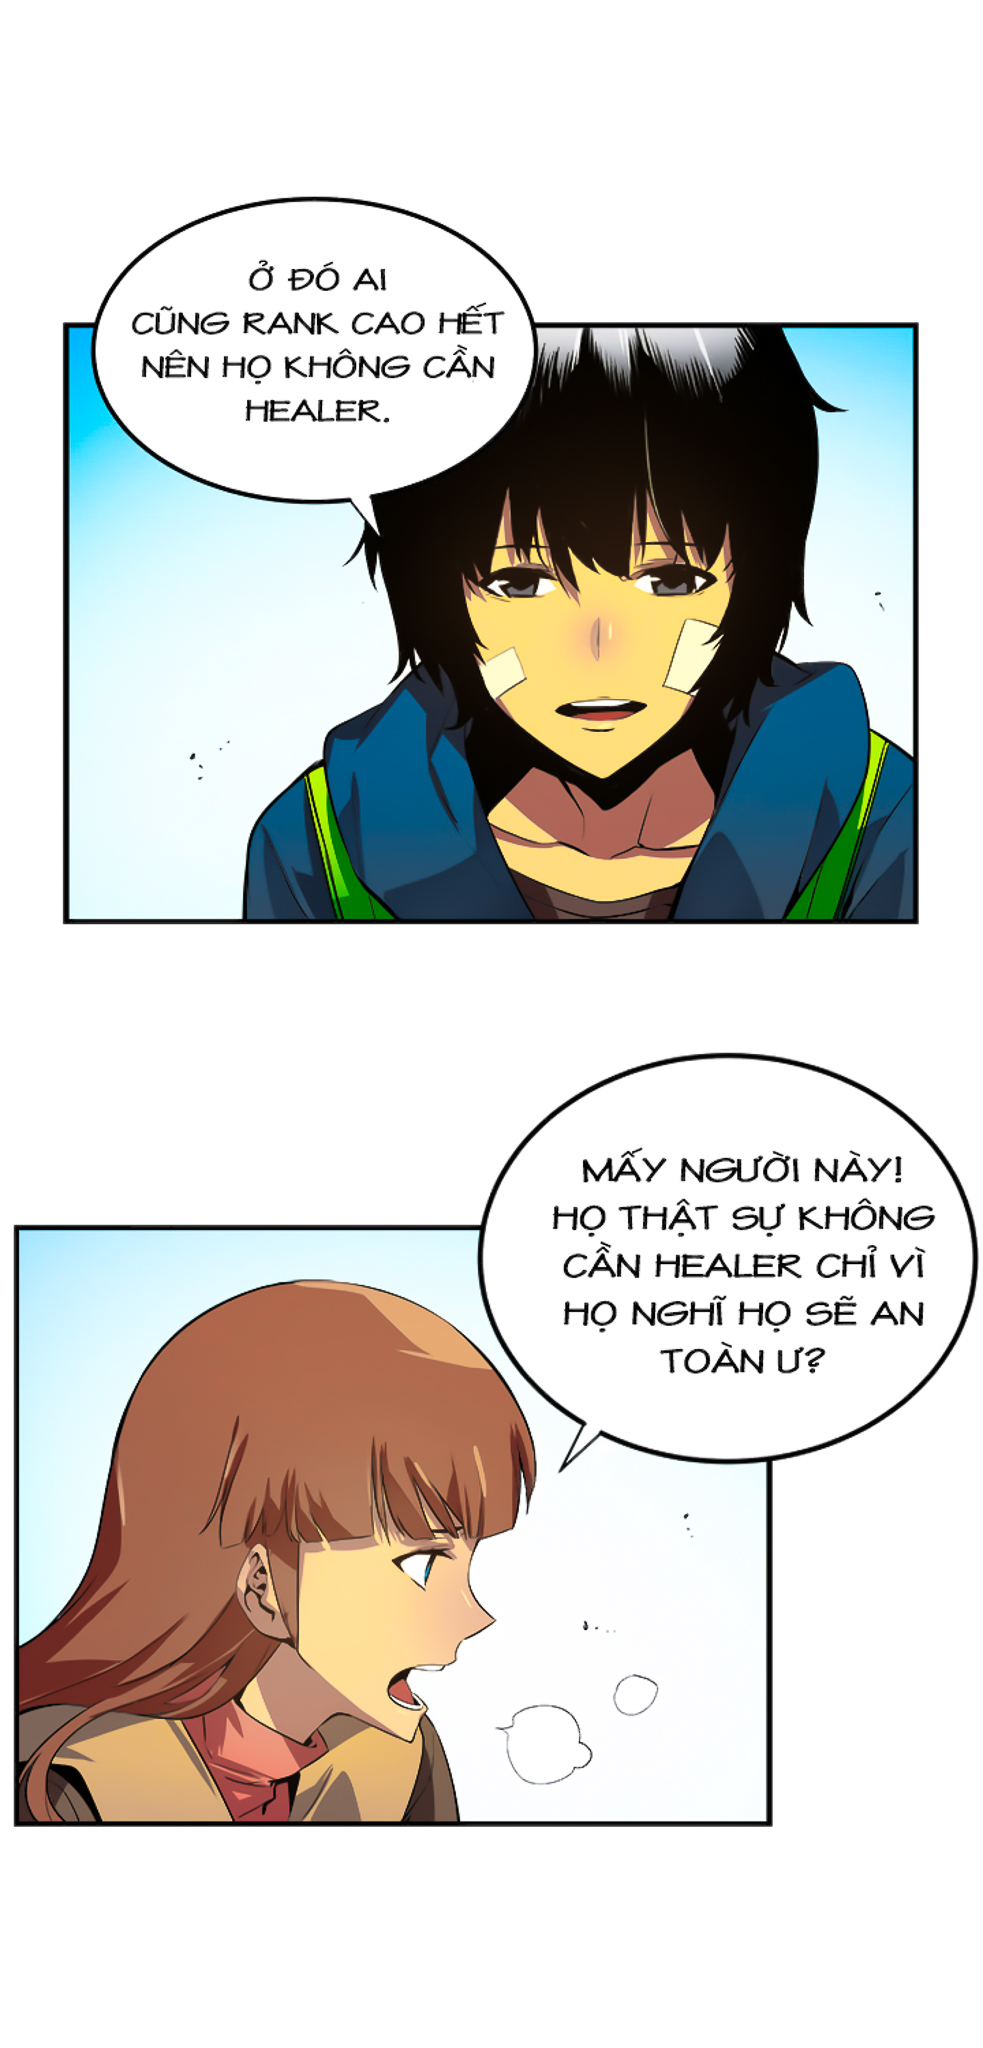 Ở ĐÓ AI
CŨNG RANK CAO HẾT
NÊN HỌ KHÔNG CẦN
HEALER.
MẤY NGƯỜI NÀY!
HỌ THẬT SỰ KHÔNG
CẦN HEALER CHỈ VÌ
HỌ NGHĨ HỌ SẼ AN
TOÀN Ư?